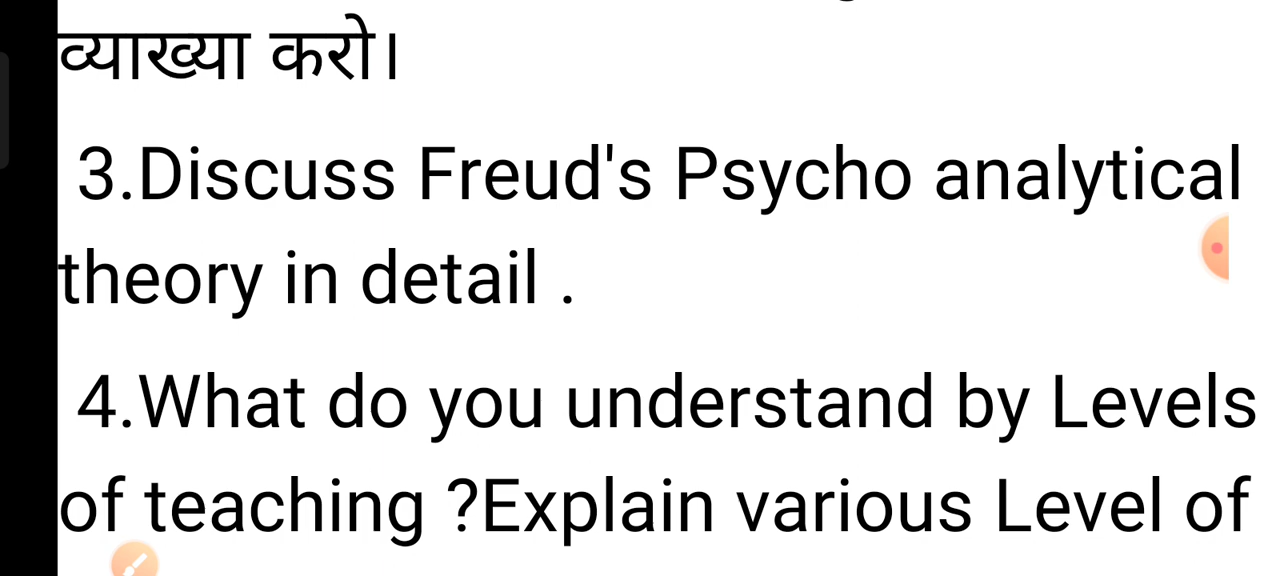 व्याख्या करो।
3.Discuss Freud's Psycho analytical
theory in detail .
4.What do you understand by Levels
of teaching ?Explain various Level of